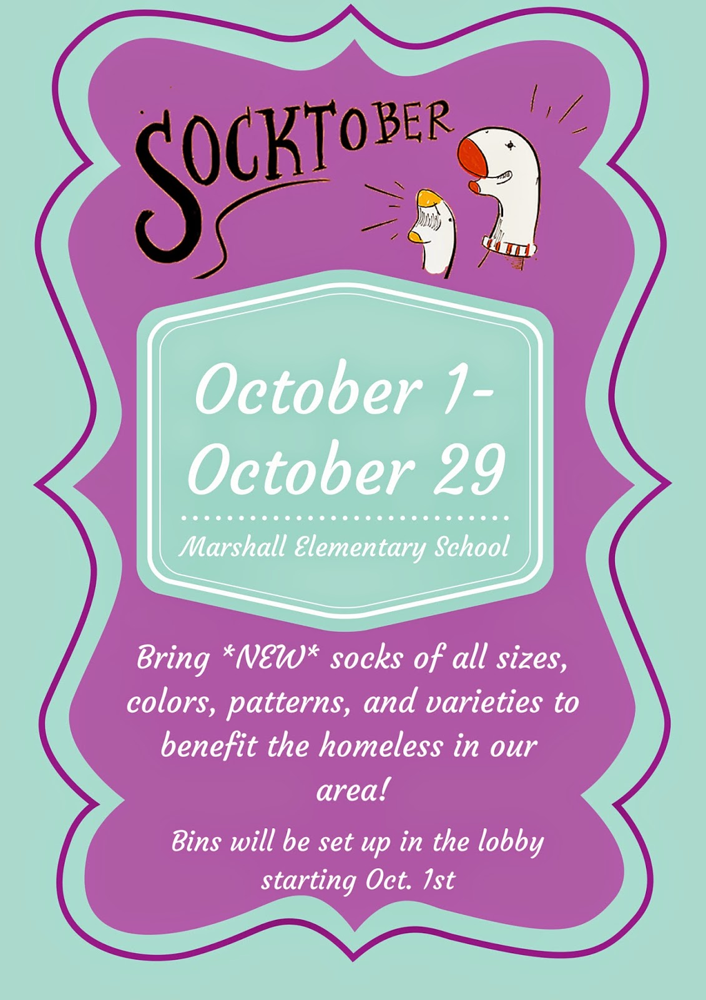 SOCKTOBER
October 1-
October 29
Marshall Elementary School
Bring *NEW* socks of all sizes,
colors, patterns, and varieties to
benefit the homeless in our
area!
Bins will be set up in the lobby
starting Oct. 1st